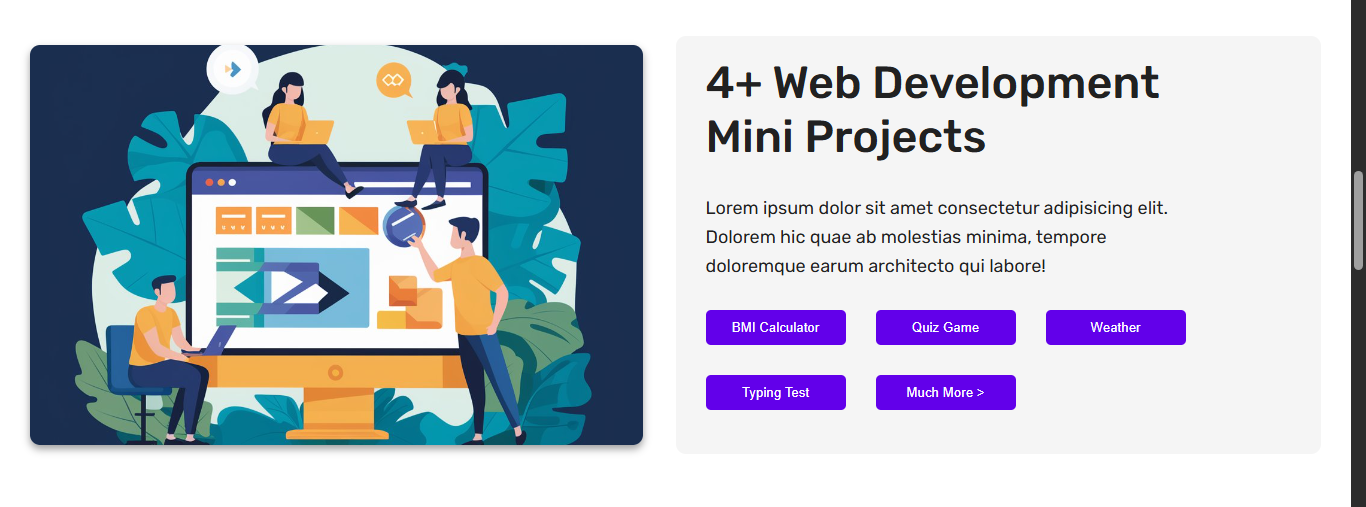 4+ Web Development
Mini Projects
Lorem ipsum dolor sit amet consectetur adipisicing elit.
Dolorem hic quae ab molestias minima, tempore
doloremque earum architecto qui labore!
BMI Calculator
Quiz Game
Weather
Typing Test
Much More >